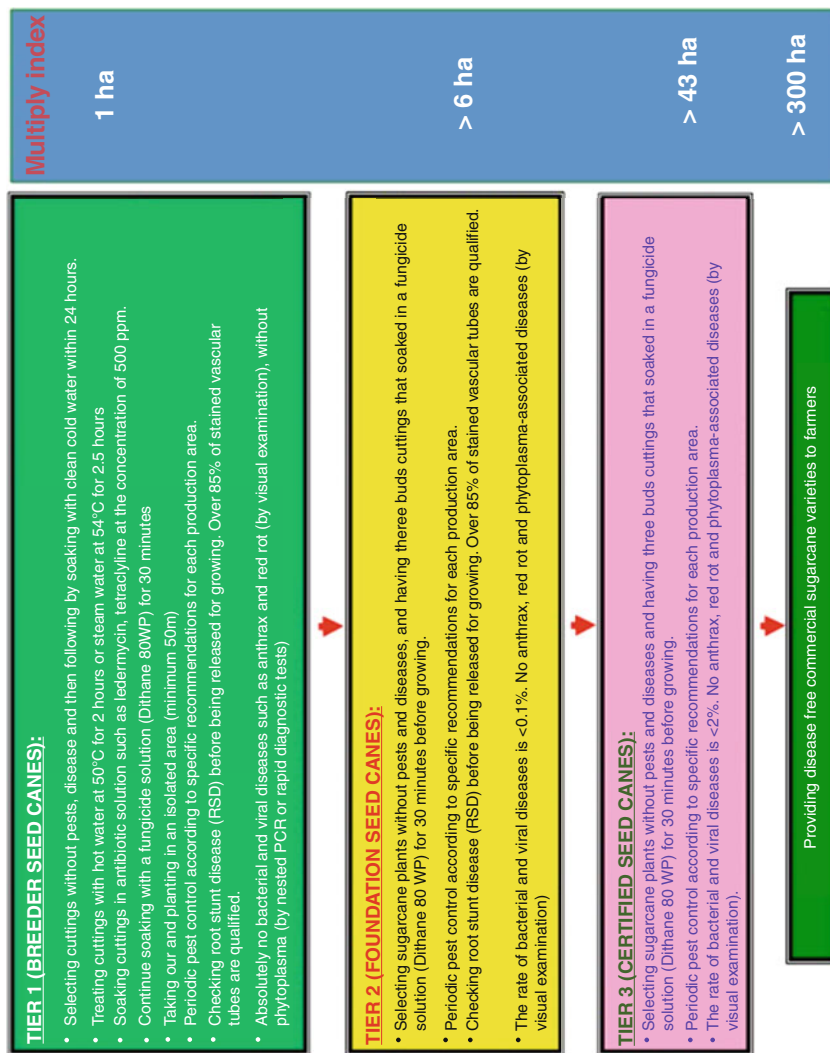 TIER 1 (BREEDER SEED CANES):
• Selecting cuttings without pests, disease and then following by soaking with clean cold water within 24 hours.
• Treating cuttings with hot water at 50°C for 2 hours or steam water at 54°C for 2.5 hours
• Soaking cuttings in antibiotic solution such as ledermycin, tetraclyline at the concentration of 500 ppm.
• Continue soaking with a fungicide solution (Dithane 80WP) for 30 minutes
• Taking our and planting in an isolated area (minimum 50m)
• Periodic pest control according to specific recommendations for each production area.
• Checking root stunt disease (RSD) before being released for growing. Over 85% of stained vascular
tubes are qualified.
• Absolutely no bacterial and viral diseases such as anthrax and red rot (by visual examination), without
phytoplasma (by nested PCR or rapid diagnostic tests)
TIER 2 (FOUNDATION SEED CANES):
• Selecting sugarcane plants without pests and diseases, and having theree buds cuttings that soaked in a fungicide
solution (Dithane 80 WP) for 30 minutes before growing.
• Periodic pest control according to specific recommendations for each production area.
• Checking root stunt disease (RSD) before being released for growing. Over 85% of stained vascular tubes are qualified.
• The rate of bacterial and viral diseases is <0.1%. No anthrax, red rot and phytoplasma-associated diseases (by
visual examination)
TIER 3 (CERTIFIED SEED CANES):
• Selecting sugarcane plants without pests and diseases and having three buds cuttings that soaked in a fungicide
solution (Dithane 80 WP) for 30 minutes before growing.
• Periodic pest control according to specific recommendations for each production area.
• The rate of bacterial and viral diseases is <2%. No anthrax, red rot and phytoplasma-associated diseases (by
visual examination).
Providing disease free commercial sugarcane varieties to farmers
Multiply index
1 ha
> 6 ha
> 43 ha
> 300 ha